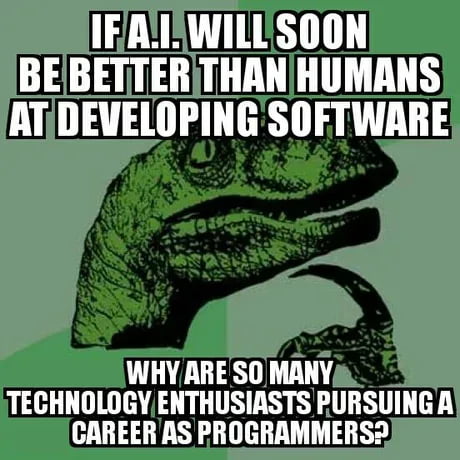 IF A.I. WILL SOON
BE BETTER THAN HUMANS
AT DEVELOPING SOFTWARE
WHY ARE SO MANY
TECHNOLOGY ENTHUSIASTS PURSUING A
CAREER AS PROGRAMMERS?